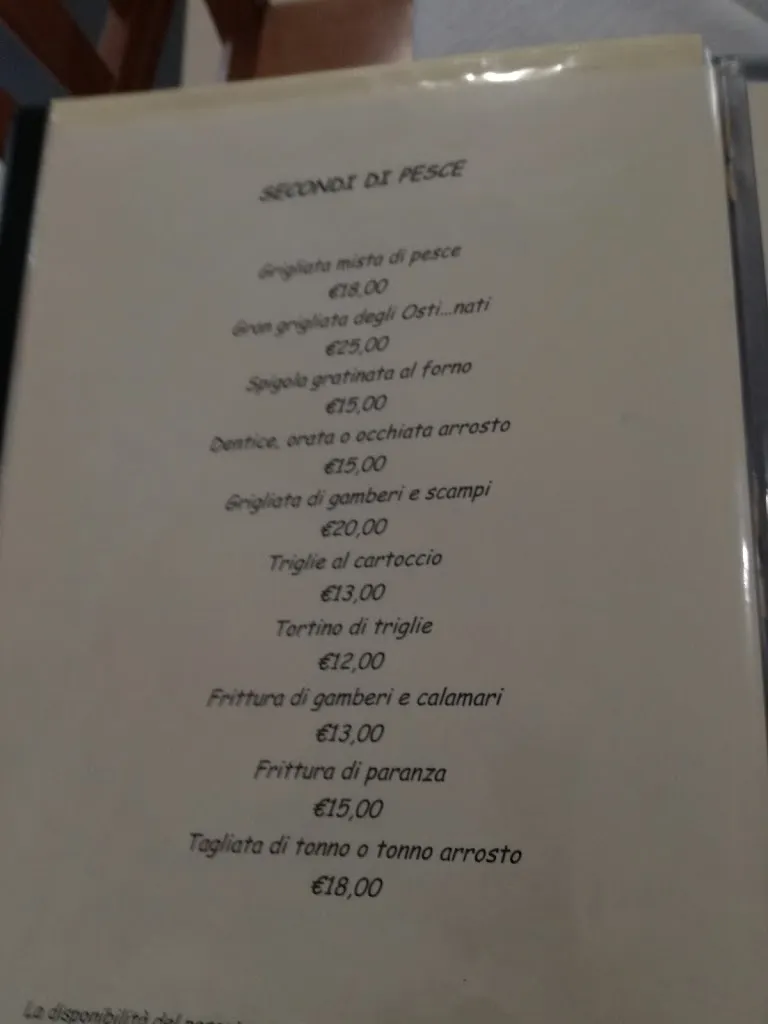 SECONDI DI PESCE
Grigliata mista di pesce
€18,00
Gran grigliata degli Osti...nati
€25,00
Spigola gratinata al forno
€15,00
Dentice, orata o occhiata arrosto
€15,00
Grigliata di gamberi e scampi
€20,00
Triglie al cartoccio
€13,00
Tortino di triglie
€12,00
Frittura di gamberi e calamari
€13,00
Frittura di paranza
€15,00
Tagliata di tonno o tonno arrosto
€18,00
La disponibilità del